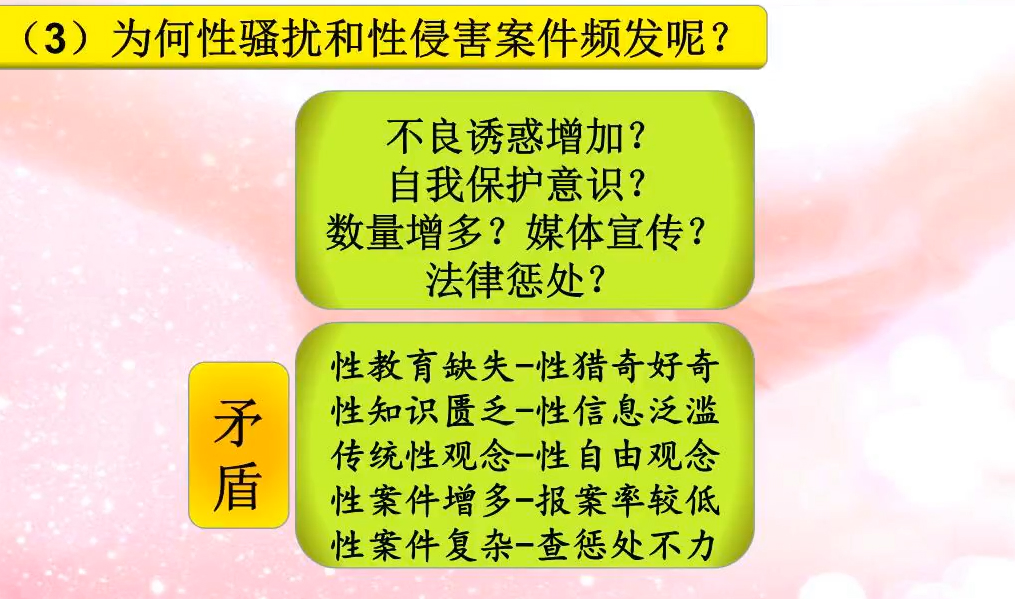 （3）为何性骚扰和性侵害案件频发呢？
不良诱惑增加？
自我保护意识？
数量增多？媒体宣传？
法律惩处？
矛盾
性教育缺失-性猎奇好奇
性知识匮乏-性信息泛滥
传统性观念-性自由观念
性案件增多-报案率较低
性案件复杂-查惩处不力